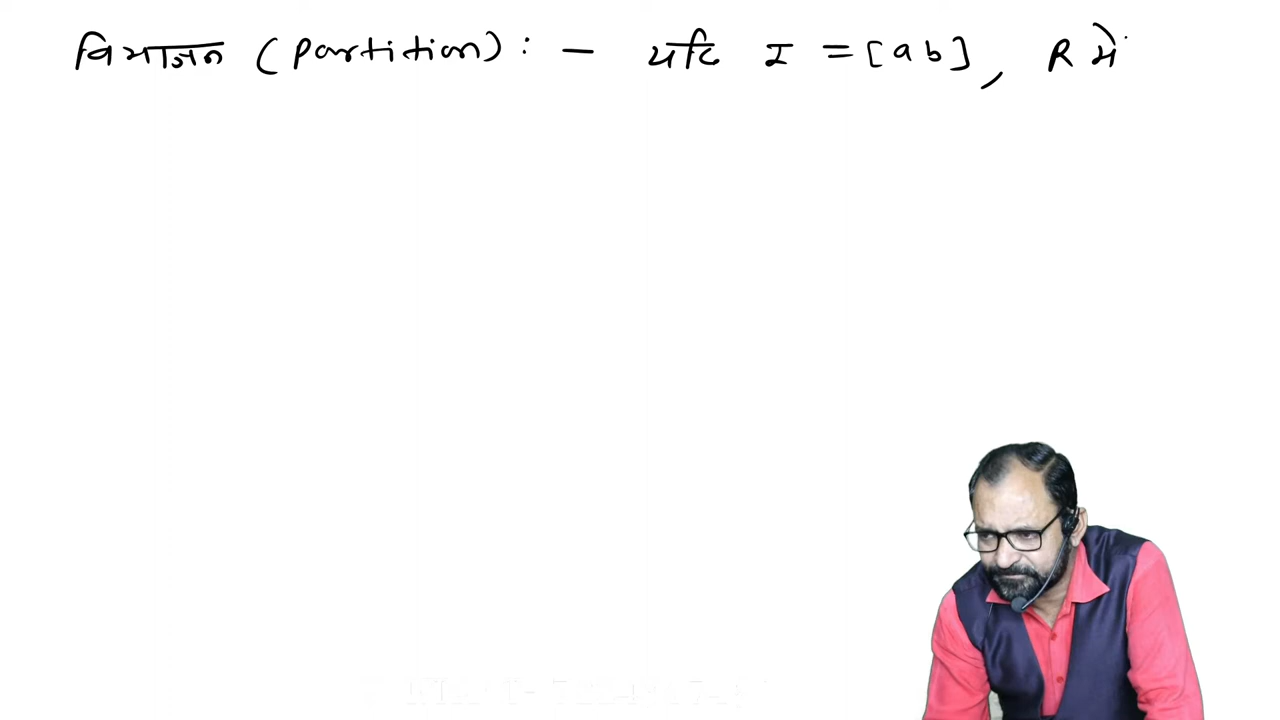 विभाजन (Partition) : – यदि I = [a b] , R में